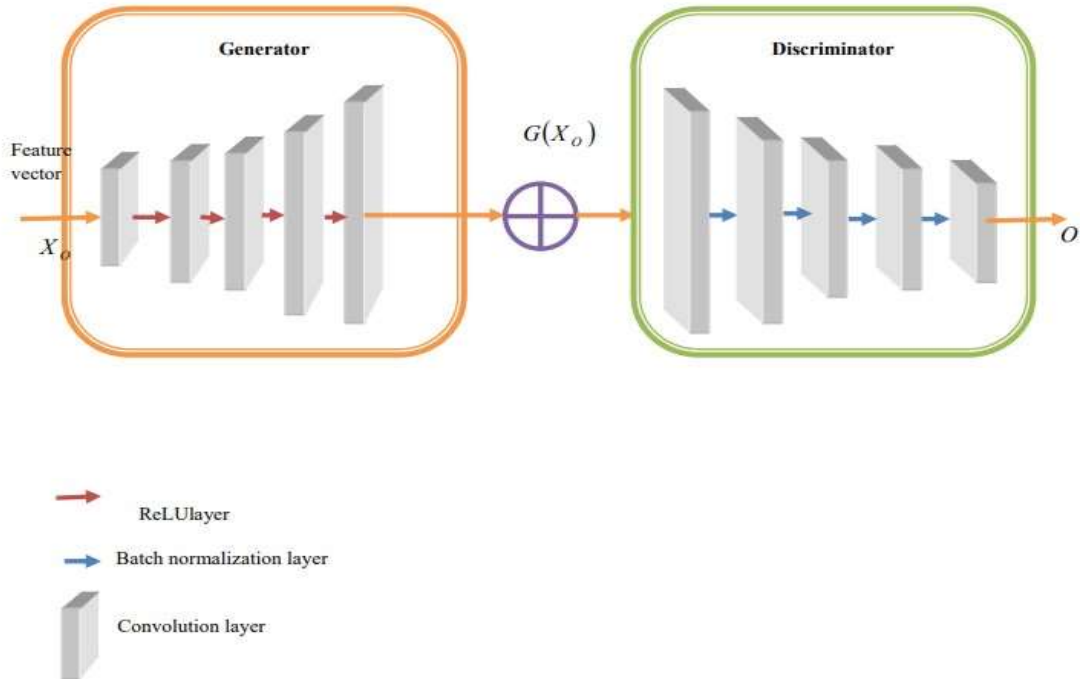 Generator
Discriminator
Feature
vector
X_O
G(X_O)
O
ReLUlayer
Batch normalization layer
Convolution layer